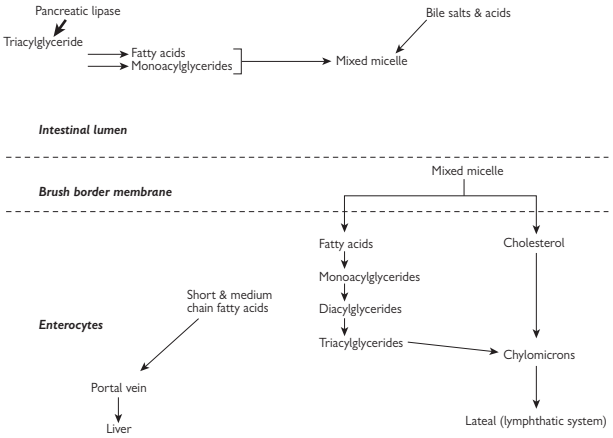 Pancreatic lipase
Bile salts & acids
Triacylglyceride
Fatty acids
Monoacylglycerides
Mixed micelle
Intestinal lumen
Mixed micelle
Brush border membrane
Fatty acids
Cholesterol
Monoacylglycerides
Short & medium
chain fatty acids
Diacylglycerides
Enterocytes
Triacylglycerides
Chylomicrons
Portal vein
Lateal (lymphthatic system)
Liver